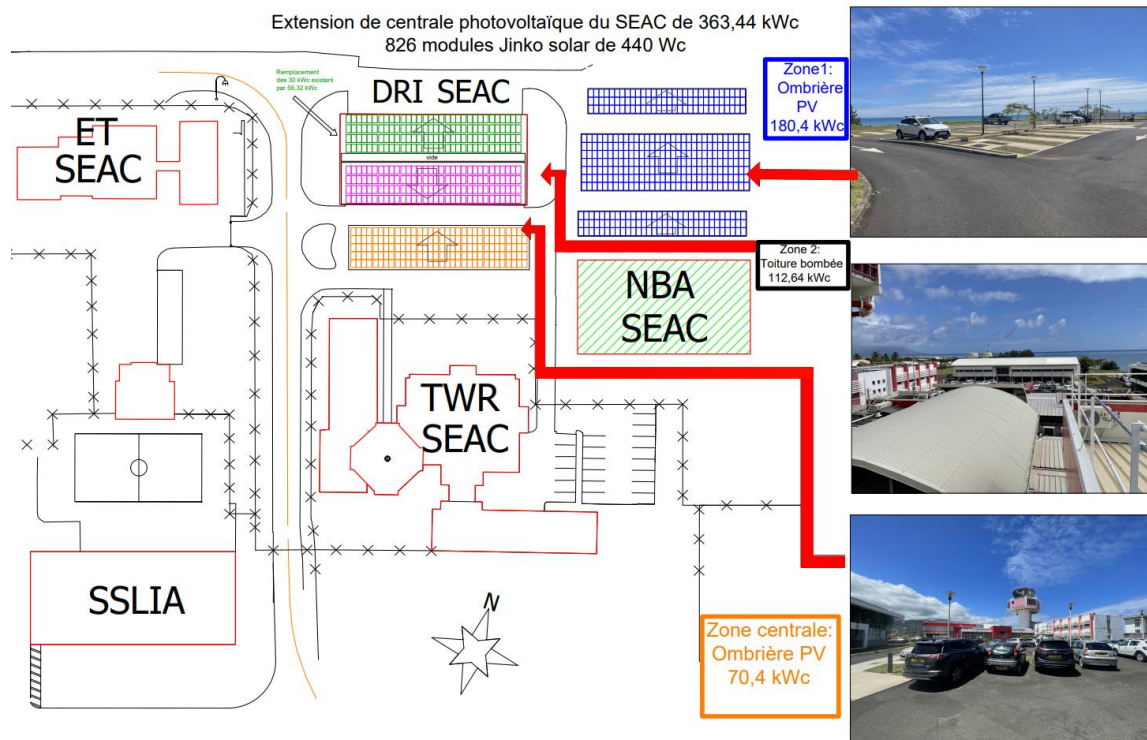 Extension de centrale photovoltaïque du SEAC de 363,44 kWc
826 modules Jinko solar de 440 Wc
Remplacement
des 30 kWc existant
par 56,32 kWc
DRI SEAC
Zone1:
Ombrière
PV
180,4 kWc
ET
SEAC
vide
Zone 2:
Toiture bombée
112,64 kWc
NBA
SEAC
TWR
SEAC
SSLIA
N
Zone centrale:
Ombrière PV
70,4 kWc